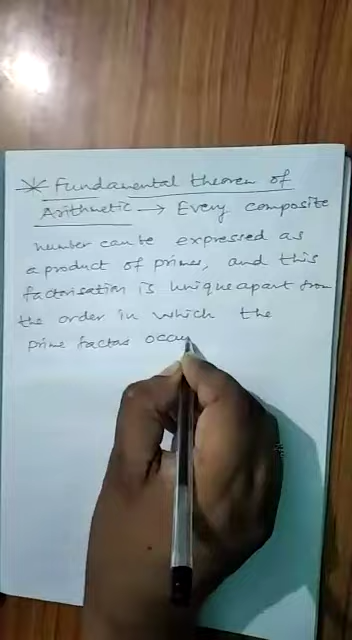 * Fundamental theorem of
Arithmetic → Every composite
number can be expressed as
a product of primes, and this
factorisation is unique apart from
the order in which the
prime factos occu